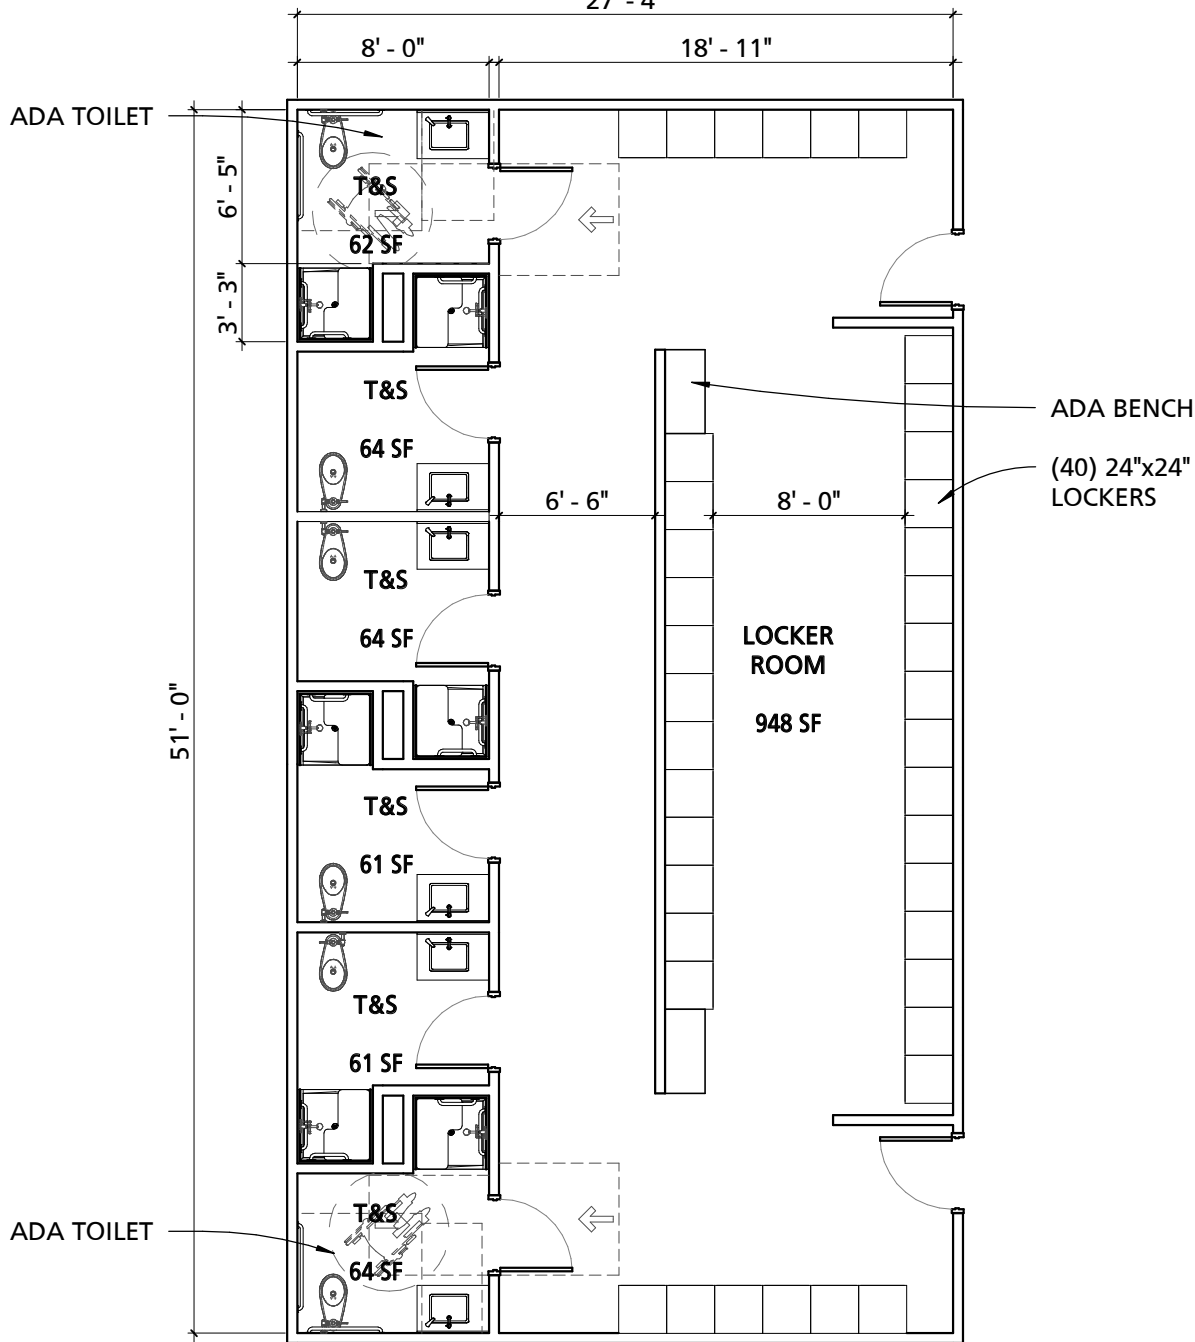 27' - 4"
8' - 0"
18' - 11"
ADA TOILET
6' - 5"
T&S
62 SF
3' - 3"
T&S
64 SF
ADA BENCH
(40) 24"x24"
LOCKERS
6' - 6"
8' - 0"
T&S
64 SF
LOCKER
ROOM
948 SF
51' - 0"
T&S
61 SF
T&S
61 SF
T&S
64 SF
ADA TOILET